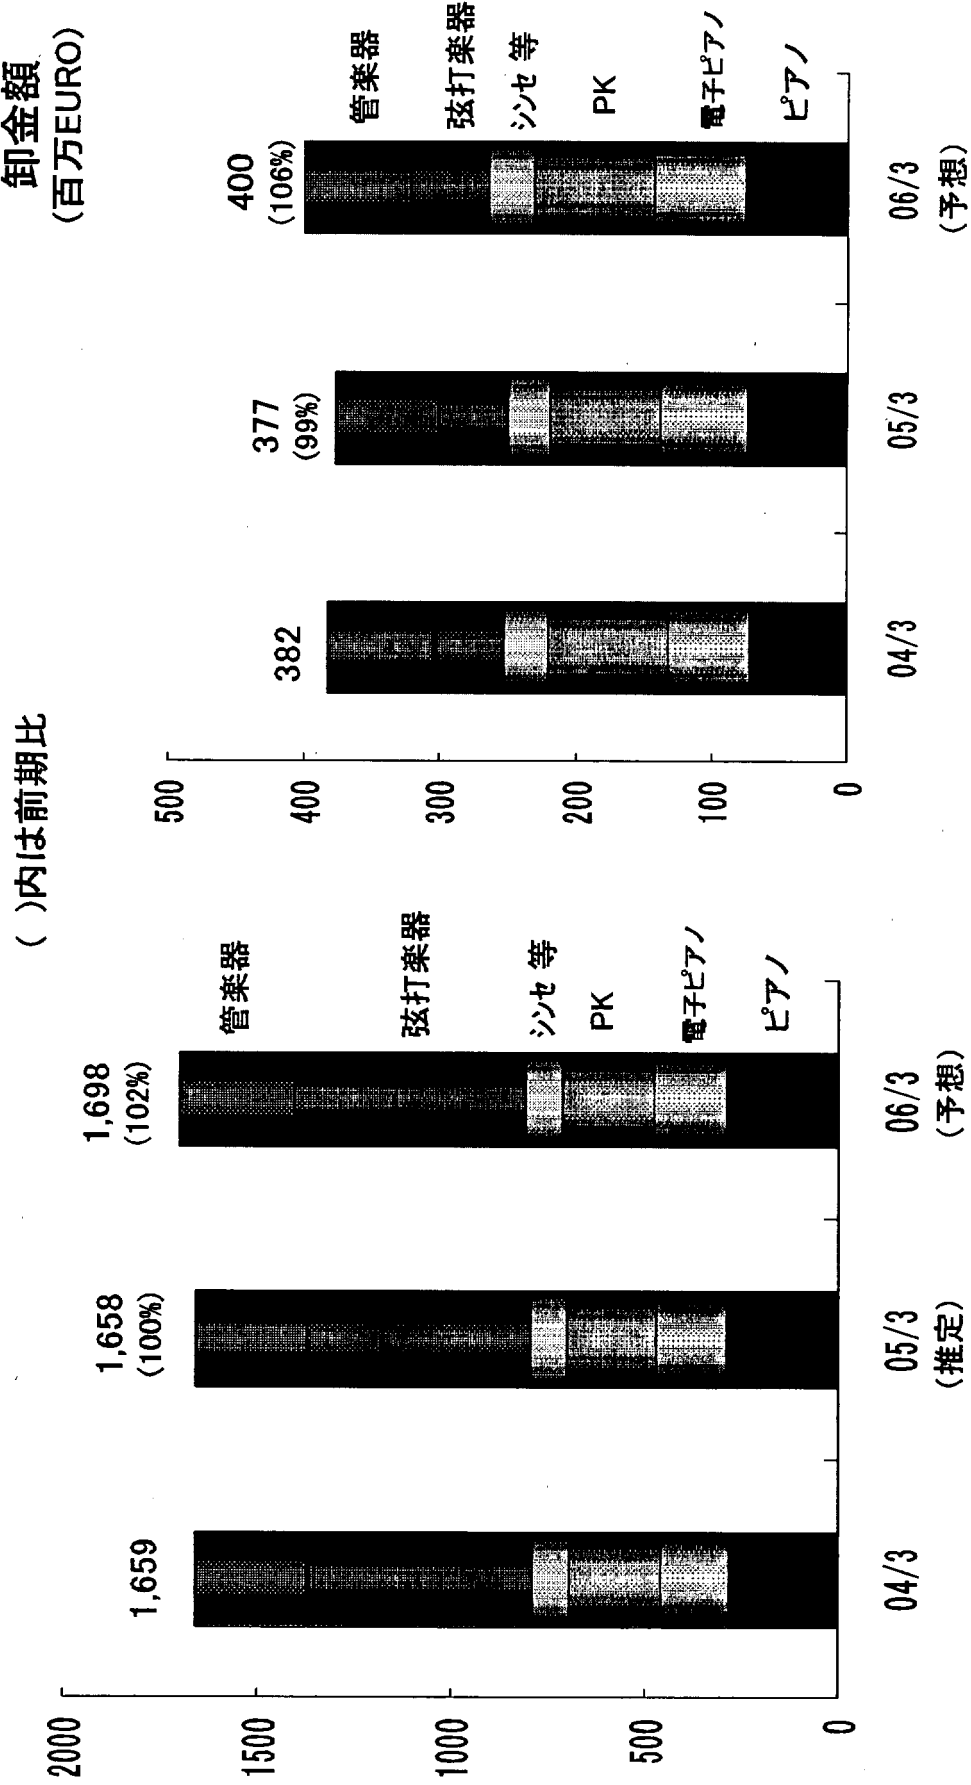 卸金額
(百万EURO)
( )内は前期比
2000
1500
1000
500
0
1,659
1,658
(100%)
1,698
(102%)
管楽器
弦打楽器
シンセ 等
PK
電子ピアノ
ピアノ
04/3
05/3
(推定)
06/3
(予想)
500
400
300
200
100
0
382
377
(99%)
400
(106%)
管楽器
弦打楽器
シンセ 等
PK
電子ピアノ
ピアノ
04/3
05/3
06/3
(予想)